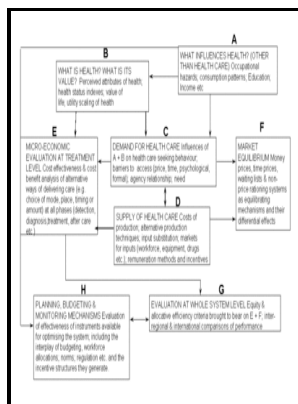 A
WHAT INFLUENCES HEALTH? (OTHER
THAN HEALTH CARE) Occupational
hazards; consumption patterns; Education,
Income etc
B
WHAT IS HEALTH? WHAT IS ITS
VALUE? Perceived attributes of health;
health status indexes; value of
life; utility scaling of health
E
MICRO-ECONOMIC
EVALUATION AT TREATMENT
LEVEL Cost effectiveness & cost
benefit analysis of alternative
ways of delivering care (e.g
choice of mode, place, timing or
amount) at all phases (detection,
diagnosis, treatment, after care
etc.)
C
DEMAND FOR HEALTH CARE Influences of
A + B on health care seeking behaviour;
barriers to access (price, time, psychological,
formal); agency relationship; need
F
MARKET
EQUILIBRIUM Money
prices, time prices,
waiting lists & non-
price rationing systems
as equilibrating
mechanisms and their
differential effects
D
SUPPLY OF HEALTH CARE Costs of
production; alternative production
techniques; input substitution; markets
for inputs (workforce, equipment, drugs
etc.); remuneration methods and incentives
H
PLANNING, BUDGETING &
MONITORING MECHANISMS Evaluation
of effectiveness of instruments available
for optimising the system, including
the interplay of budgeting, workforce
allocations, norms; regulation etc. and the
incentive structures they generate.
G
EVALUATION AT WHOLE SYSTEM LEVEL Equity &
allocative efficiency criteria brought to bear on E + F; inter-
regional & international comparisons of performance